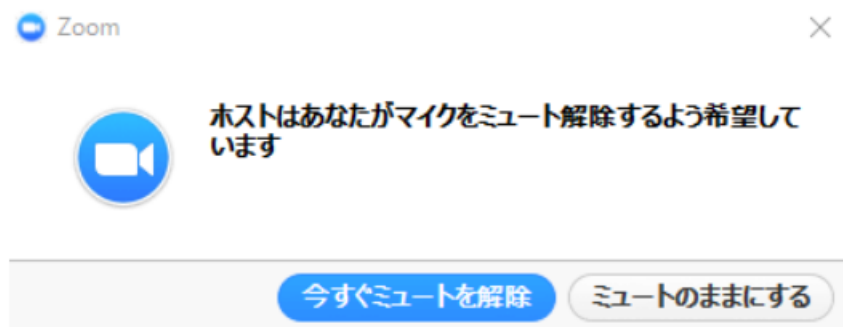 Zoom
ホストはあなたがマイクをミュート解除するよう希望して
います
今すぐミュートを解除
ミュートのままにする